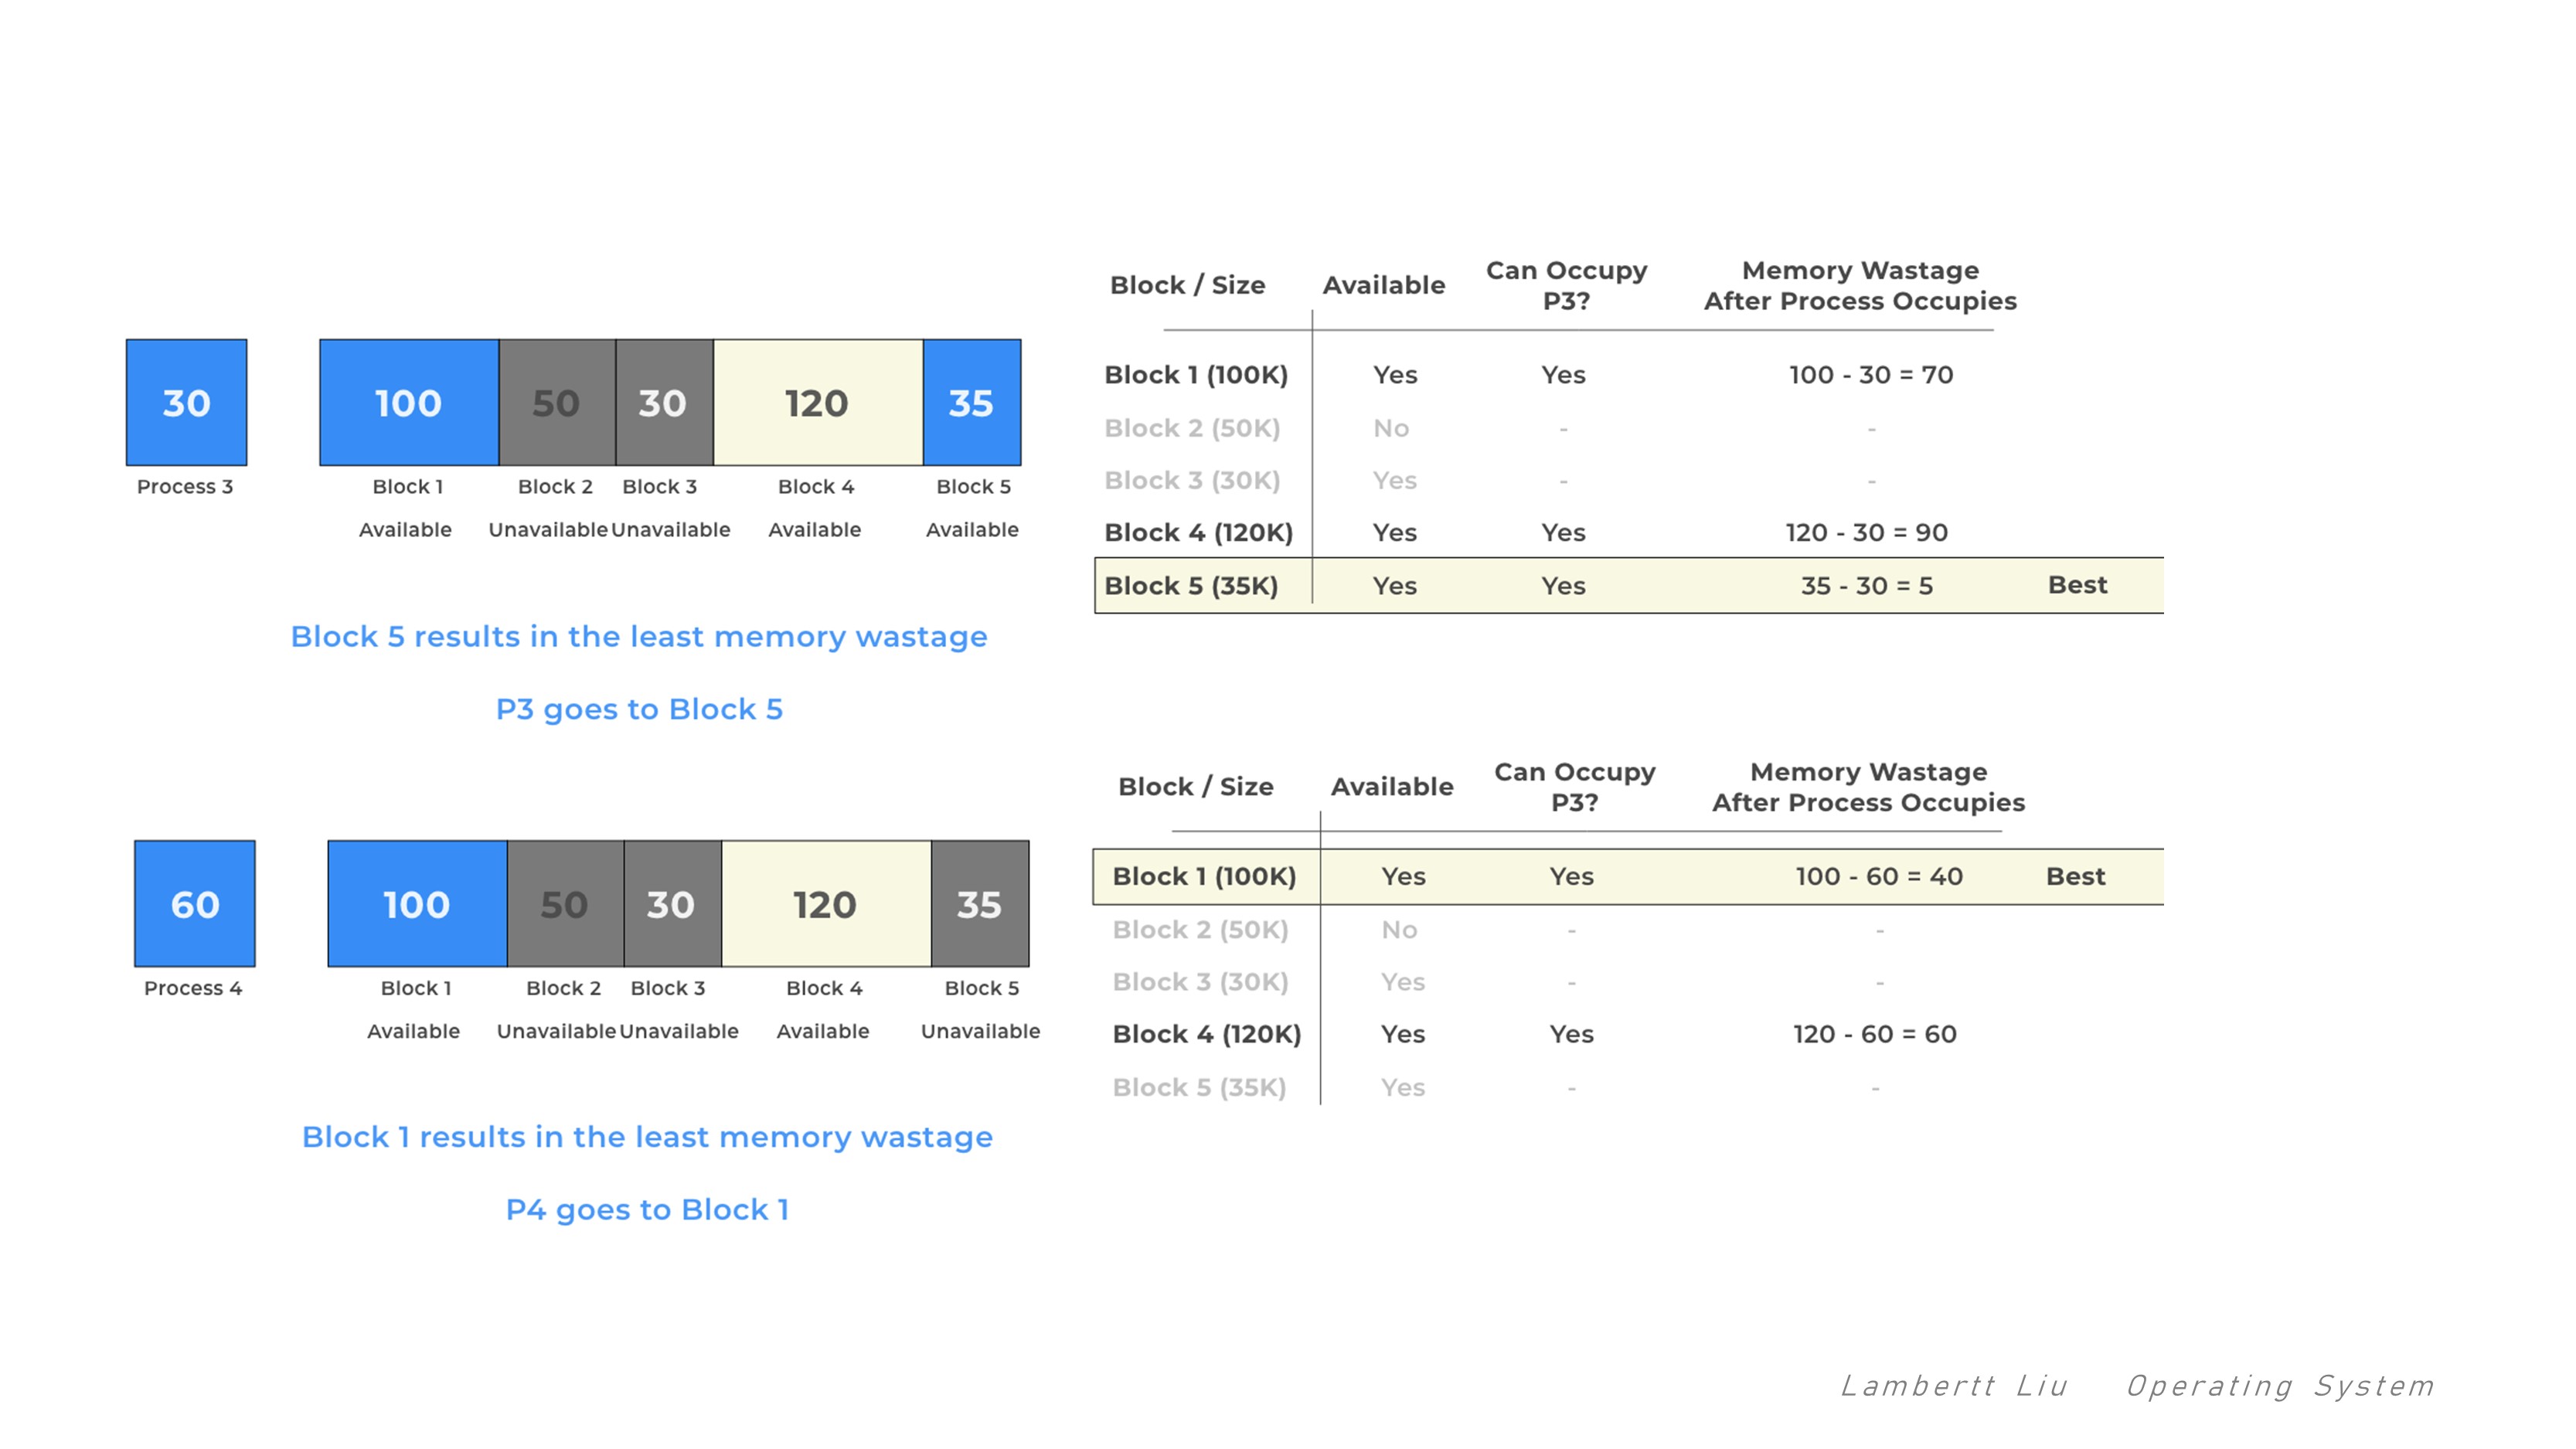 30
Process 3
100 50 30 120 35
Block 1 Block 2 Block 3 Block 4 Block 5
Available Unavailable Unavailable Available Available
Block 5 results in the least memory wastage
P3 goes to Block 5
Block / Size Available Can Occupy P3? Memory Wastage After Process Occupies
Block 1 (100K) Yes Yes 100 - 30 = 70
Block 2 (50K) No - -
Block 3 (30K) Yes - -
Block 4 (120K) Yes Yes 120 - 30 = 90
Block 5 (35K) Yes Yes 35 - 30 = 5 Best
60
Process 4
100 50 30 120 35
Block 1 Block 2 Block 3 Block 4 Block 5
Available Unavailable Unavailable Available Unavailable
Block 1 results in the least memory wastage
P4 goes to Block 1
Block / Size Available Can Occupy P3? Memory Wastage After Process Occupies
Block 1 (100K) Yes Yes 100 - 60 = 40 Best
Block 2 (50K) No - -
Block 3 (30K) Yes - -
Block 4 (120K) Yes Yes 120 - 60 = 60
Block 5 (35K) Yes - -
Lambertt Liu Operating System